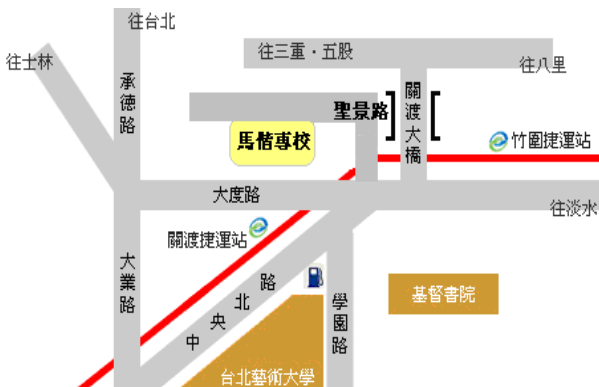 往台北
往士林
往三重．五股
往八里
承德路
聖景路
關渡大橋
馬偕專校
竹圍捷運站
大度路
往淡水
關渡捷運站
大業路
中央北路
學園路
基督書院
台北藝術大學